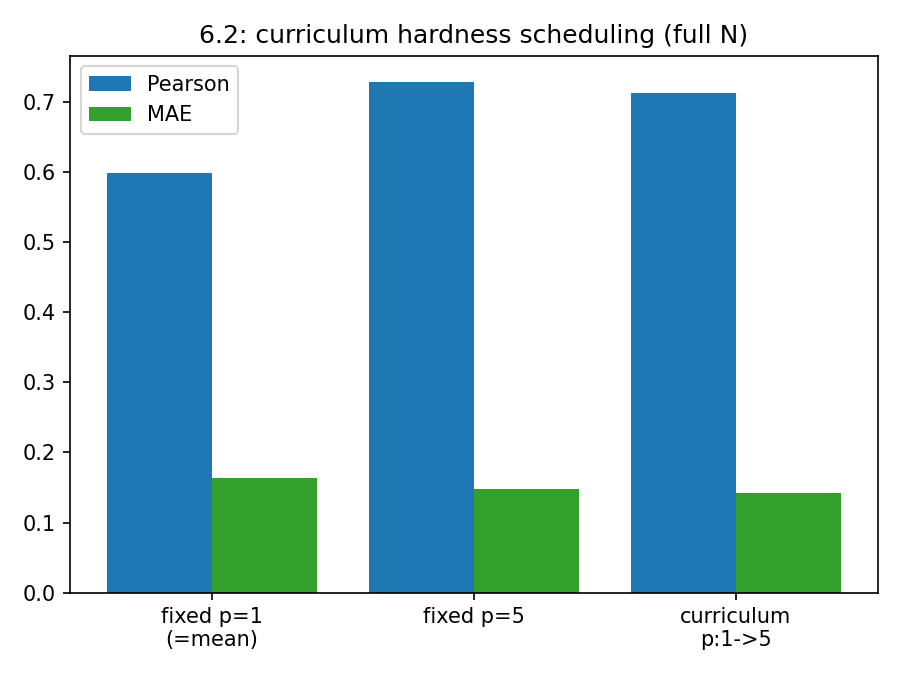 6.2: curriculum hardness scheduling (full N)
Pearson
MAE
0.7
0.6
0.5
0.4
0.3
0.2
0.1
0.0
fixed p=1
(=mean)
fixed p=5
curriculum
p:1->5